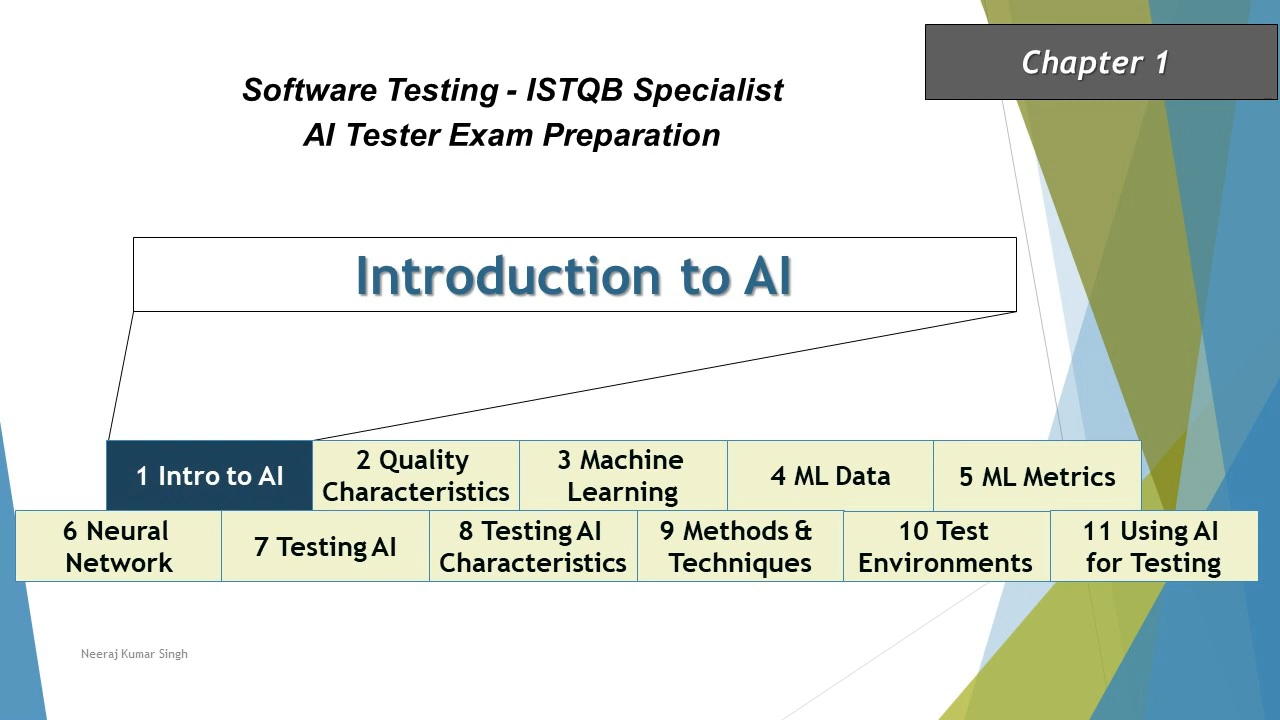 Chapter 1
Software Testing - ISTQB Specialist
AI Tester Exam Preparation
Introduction to AI
1 Intro to AI
2 Quality
Characteristics
3 Machine
Learning
4 ML Data
5 ML Metrics
6 Neural
Network
7 Testing AI
8 Testing AI
Characteristics
9 Methods &
Techniques
10 Test
Environments
11 Using AI
for Testing
Neeraj Kumar Singh